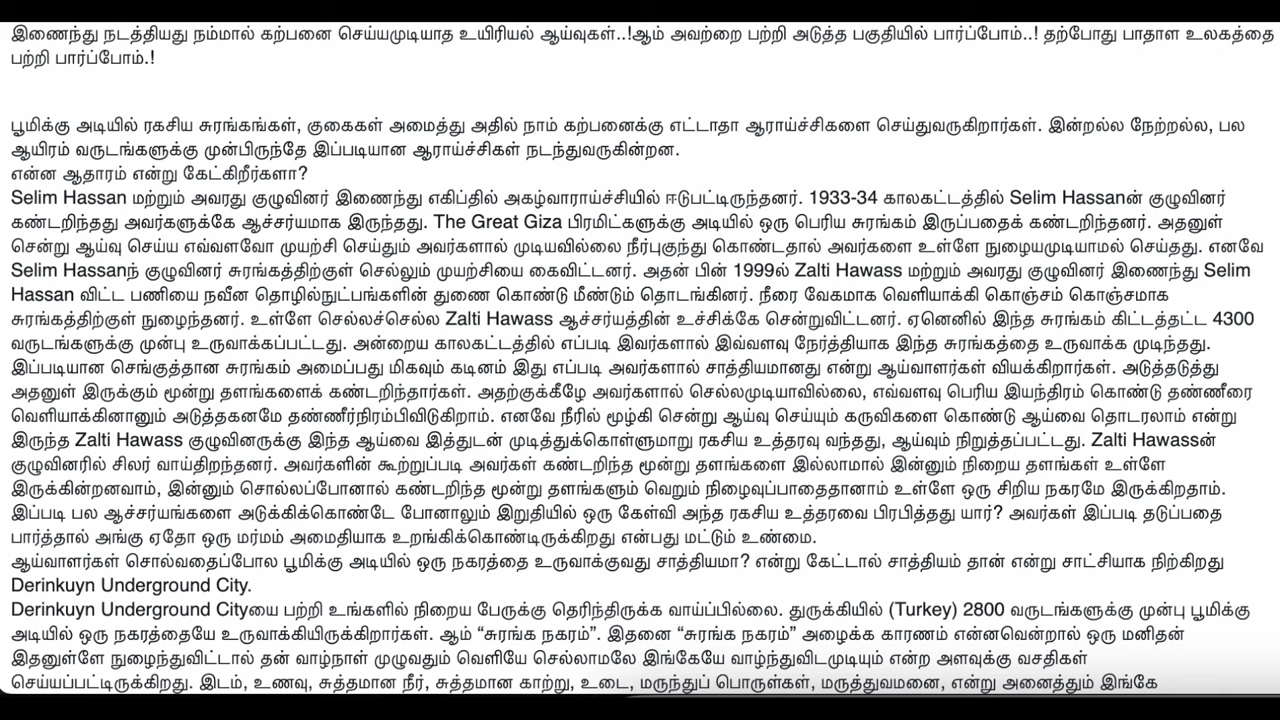 இணைந்து நடத்தியது நம்மால் கற்பனை செய்யமுடியாத உயிரியல் ஆய்வுகள்..!ஆம் அவற்றை பற்றி அடுத்த பகுதியில் பார்ப்போம்..! தற்போது பாதாள உலகத்தை
பற்றி பார்ப்போம்.!
பூமிக்கு அடியில் ரகசிய சுரங்கங்கள், குகைகள் அமைத்து அதில் நாம் கற்பனைக்கு எட்டாதா ஆராய்ச்சிகளை செய்துவருகிறார்கள். இன்றல்ல நேற்றல்ல, பல
ஆயிரம் வருடங்களுக்கு முன்பிருந்தே இப்படியான ஆராய்ச்சிகள் நடந்துவருகின்றன.
என்ன ஆதாரம் என்று கேட்கிறீர்களா?
Selim Hassan மற்றும் அவரது குழுவினர் இணைந்து எகிப்தில் அகழ்வாராய்ச்சியில் ஈடுபட்டிருந்தனர். 1933-34 காலகட்டத்தில் Selim Hassanன் குழுவினர்
கண்டறிந்தது அவர்களுக்கே ஆச்சர்யமாக இருந்தது. The Great Giza பிரமிட்களுக்கு அடியில் ஒரு பெரிய சுரங்கம் இருப்பதைக் கண்டறிந்தனர். அதனுள்
சென்று ஆய்வு செய்ய எவ்வளவோ முயற்சி செய்தும் அவர்களால் முடியவில்லை நீர்புகுந்து கொண்டதால் அவர்களை உள்ளே நுழையமுடியாமல் செய்தது. எனவே
Selim Hassanந் குழுவினர் சுரங்கத்திற்குள் செல்லும் முயற்சியை கைவிட்டனர். அதன் பின் 1999ல் Zalti Hawass மற்றும் அவரது குழுவினர் இணைந்து Selim
Hassan விட்ட பணியை நவீன தொழில்நுட்பங்களின் துணை கொண்டு மீண்டும் தொடங்கினர். நீரை வேகமாக வெளியாக்கி கொஞ்சம் கொஞ்சமாக
சுரங்கத்திற்குள் நுழைந்தனர். உள்ளே செல்லச்செல்ல Zalti Hawass ஆச்சர்யத்தின் உச்சிக்கே சென்றுவிட்டனர். ஏனெனில் இந்த சுரங்கம் கிட்டத்தட்ட 4300
வருடங்களுக்கு முன்பு உருவாக்கப்பட்டது. அன்றைய காலகட்டத்தில் எப்படி இவர்களால் இவ்வளவு நேர்த்தியாக இந்த சுரங்கத்தை உருவாக்க முடிந்தது.
இப்படியான செங்குத்தான சுரங்கம் அமைப்பது மிகவும் கடினம் இது எப்படி அவர்களால் சாத்தியமானது என்று ஆய்வாளர்கள் வியக்கிறார்கள். அடுத்தடுத்து
அதனுள் இருக்கும் மூன்று தளங்களைக் கண்டறிந்தார்கள். அதற்குக்கீழே அவர்களால் செல்லமுடியாவில்லை, எவ்வளவு பெரிய இயந்திரம் கொண்டு தண்ணீரை
வெளியாக்கினானும் அடுத்தகனமே தண்ணீர்நிரம்பிவிடுகிறாம். எனவே நீரில் மூழ்கி சென்று ஆய்வு செய்யும் கருவிகளை கொண்டு ஆய்வை தொடரலாம் என்று
இருந்த Zalti Hawass குழுவினருக்கு இந்த ஆய்வை இத்துடன் முடித்துக்கொள்ளுமாறு ரகசிய உத்தரவு வந்தது, ஆய்வும் நிறுத்தப்பட்டது. Zalti Hawassன்
குழுவினரில் சிலர் வாய்திறந்தனர். அவர்களின் கூற்றுப்படி அவர்கள் கண்டறிந்த மூன்று தளங்களை இல்லாமால் இன்னும் நிறைய தளங்கள் உள்ளே
இருக்கின்றனவாம், இன்னும் சொல்லப்போனால் கண்டறிந்த மூன்று தளங்களும் வெறும் நிழைவுப்பாதைதானாம் உள்ளே ஒரு சிறிய நகரமே இருக்கிறதாம்.
இப்படி பல ஆச்சர்யங்களை அடுக்கிக்கொண்டே போனாலும் இறுதியில் ஒரு கேள்வி அந்த ரகசிய உத்தரவை பிரபித்தது யார்? அவர்கள் இப்படி தடுப்பதை
பார்த்தால் அங்கு ஏதோ ஒரு மர்மம் அமைதியாக உறங்கிக்கொண்டிருக்கிறது என்பது மட்டும் உண்மை.
ஆய்வாளர்கள் சொல்வதைப்போல பூமிக்கு அடியில் ஒரு நகரத்தை உருவாக்குவது சாத்தியமா? என்று கேட்டால் சாத்தியம் தான் என்று சாட்சியாக நிற்கிறது
Derinkuyn Underground City.
Derinkuyn Underground Cityயை பற்றி உங்களில் நிறைய பேருக்கு தெரிந்திருக்க வாய்ப்பில்லை. துருக்கியில் (Turkey) 2800 வருடங்களுக்கு முன்பு பூமிக்கு
அடியில் ஒரு நகரத்தையே உருவாக்கியிருக்கிறார்கள். ஆம் “சுரங்க நகரம்”. இதனை “சுரங்க நகரம்” அழைக்க காரணம் என்னவென்றால் ஒரு மனிதன்
இதனுள்ளே நுழைந்துவிட்டால் தன் வாழ்நாள் முழுவதும் வெளியே செல்லாமலே இங்கேயே வாழ்ந்துவிடமுடியும் என்ற அளவுக்கு வசதிகள்
செய்யப்பட்டிருக்கிறது. இடம், உணவு, சுத்தமான நீர், சுத்தமான காற்று, உடை, மருந்துப் பொருள்கள், மருத்துவமனை, என்று அனைத்தும் இங்கே